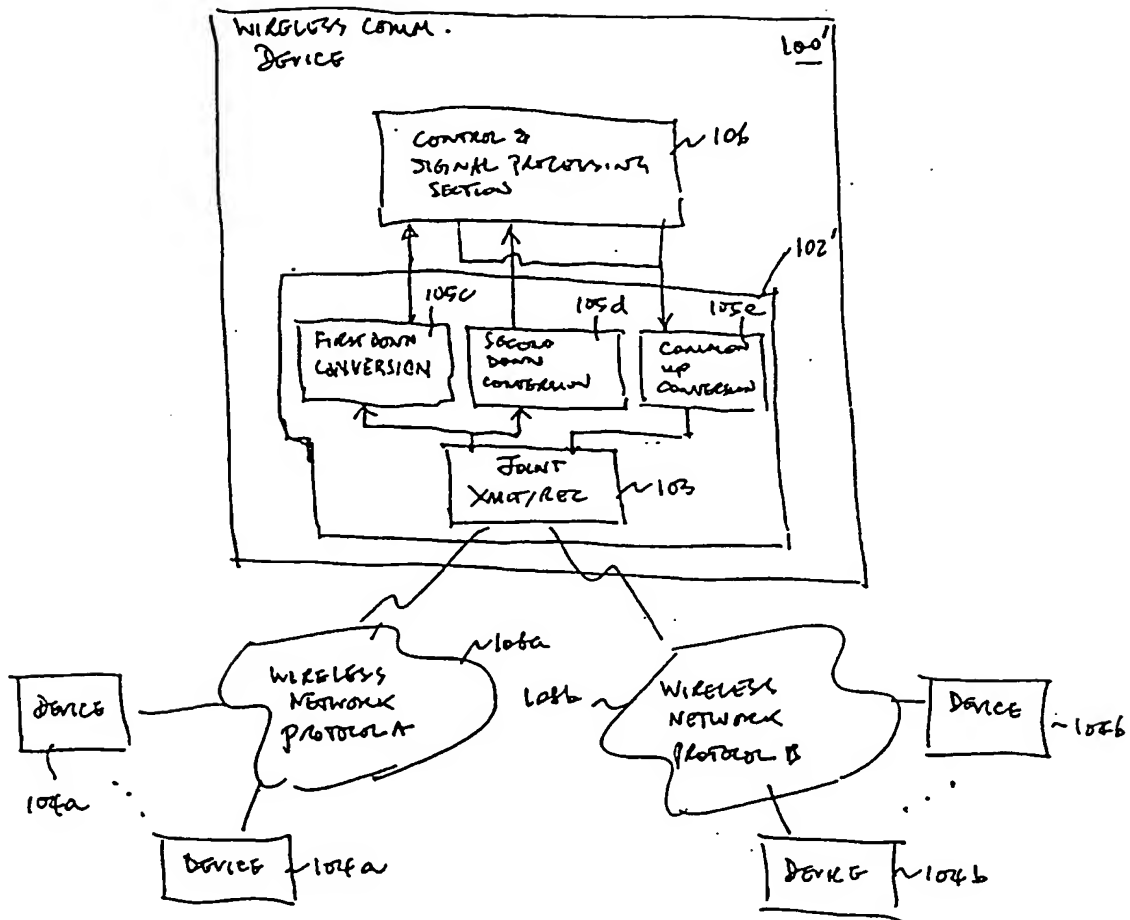 WIRELESS COMM.
DEVICE
100'
CONTROL &
SIGNAL PROCESSING
SECTION
106
102'
105c
105d
105e
FIRST DOWN
CONVERSION
SECOND
DOWN
CONVERSION
COMMON
UP
CONVERSION
JOINT
XMIT/REC
103
WIRELESS
NETWORK
PROTOCOL A
108a
108b
WIRELESS
NETWORK
PROTOCOL B
DEVICE
104a
DEVICE
104b
DEVICE
104a
DEVICE
104b